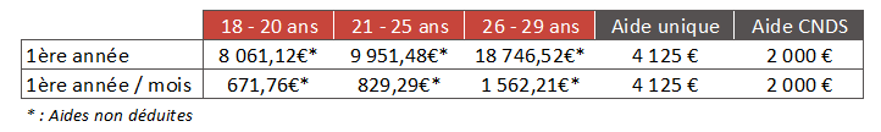 18 - 20 ans 21 - 25 ans 26 - 29 ans Aide unique Aide CNDS
1ère année 8 061,12€* 9 951,48€* 18 746,52€* 4 125 € 2 000 €
1ère année / mois 671,76€* 829,29€* 1 562,21€* 4 125 € 2 000 €
* : Aides non déduites